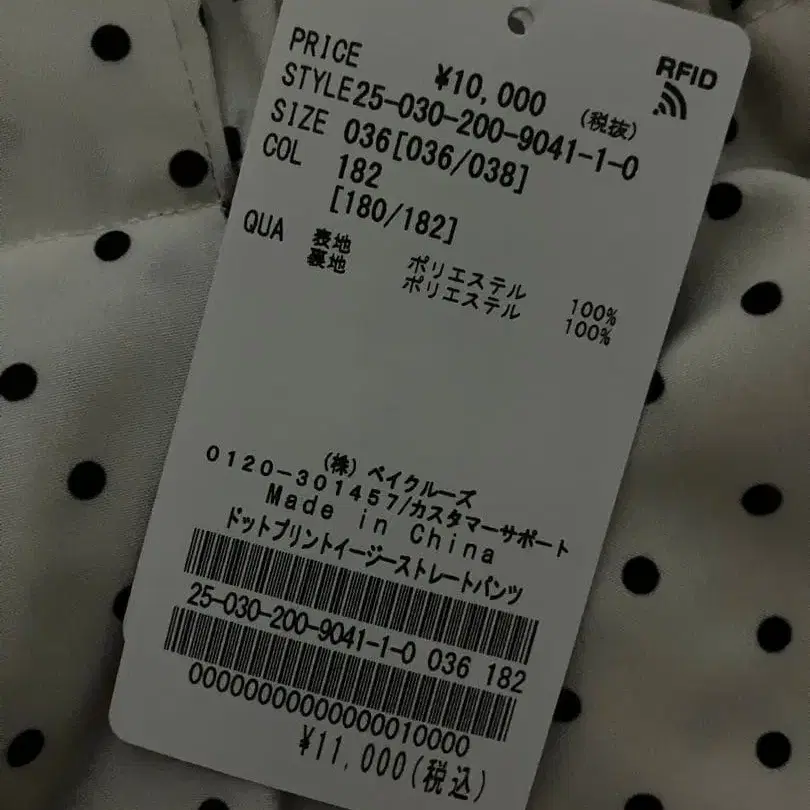 PRICE ¥10,000 (税抜)
RFID
STYLE25-030-200-9041-1-0
SIZE 036[036/038]
COL 182
[180/182]
QUA 表地 ポリエステル 100%
裏地 ポリエステル 100%
(株)ベイクルーズ
0120-301457/カスタマーサポート
Made in China
ドットプリントイージーストレートパンツ
25-030-200-9041-1-0 036 182
0000000000000000010000
¥11,000(税込)